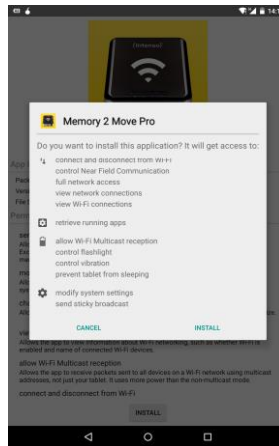 14:1
(intenso)
Memory 2 Move Pro
Do you want to install this application? It will get access to:
connect and disconnect from Wi-Fi
control Near Field Communication
full network access
view network connections
view Wi-Fi connections
retrieve running apps
allow Wi-Fi Multicast reception
control flashlight
control vibration
prevent tablet from sleeping
modify system settings
send sticky broadcast
CANCEL
INSTALL
Allows the app to view information about Wi-Fi networking, such as whether Wi-Fi is
enabled and name of connected Wi-Fi devices.
allow Wi-Fi Multicast reception
Allows the app to receive packets sent to all devices on a Wi-Fi network using multicast
addresses, not just your tablet. It uses more power than the non-multicast mode.
connect and disconnect from Wi-Fi
INSTALL